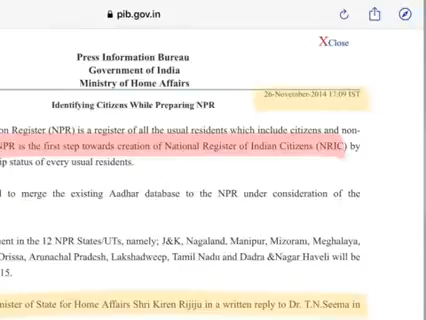 pib.gov.in
XClose
Press Information Bureau
Government of India
Ministry of Home Affairs
26-November-2014 17:09 IST
Identifying Citizens While Preparing NPR
on Register (NPR) is a register of all the usual residents which include citizens and non-
NPR is the first step towards creation of National Register of Indian Citizens (NRIC) by
ip status of every usual residents.
l to merge the existing Aadhar database to the NPR under consideration of the
ent in the 12 NPR States/UTs, namely; J&K, Nagaland, Manipur, Mizoram, Meghalaya,
Orissa, Arunachal Pradesh, Lakshadweep, Tamil Nadu and Dadra &Nagar Haveli will be
15.
nister of State for Home Affairs Shri Kiren Rijiju in a written reply to Dr. T.N.Seema in